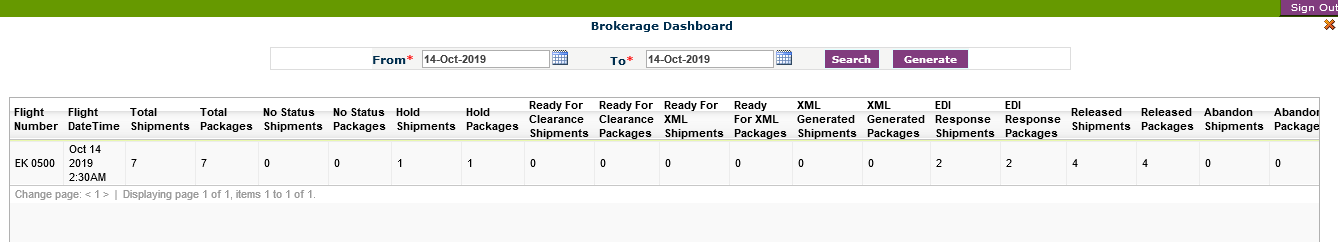 Sign Out
Brokerage Dashboard
From* 14-Oct-2019 To* 14-Oct-2019 Search Generate
Flight Number Flight DateTime Total Shipments Total Packages No Status Shipments No Status Packages Hold Shipments Hold Packages Ready For Clearance Shipments Ready For Clearance Packages Ready For XML Shipments Ready For XML Packages XML Generated Shipments XML Generated Packages EDI Response Shipments EDI Response Packages Released Shipments Released Packages Abandon Shipments Abandon Package
EK 0500 Oct 14 2019 2:30AM 7 7 0 0 1 1 0 0 0 0 0 0 2 2 4 4 0 0
Change page: < 1 > | Displaying page 1 of 1, items 1 to 1 of 1.